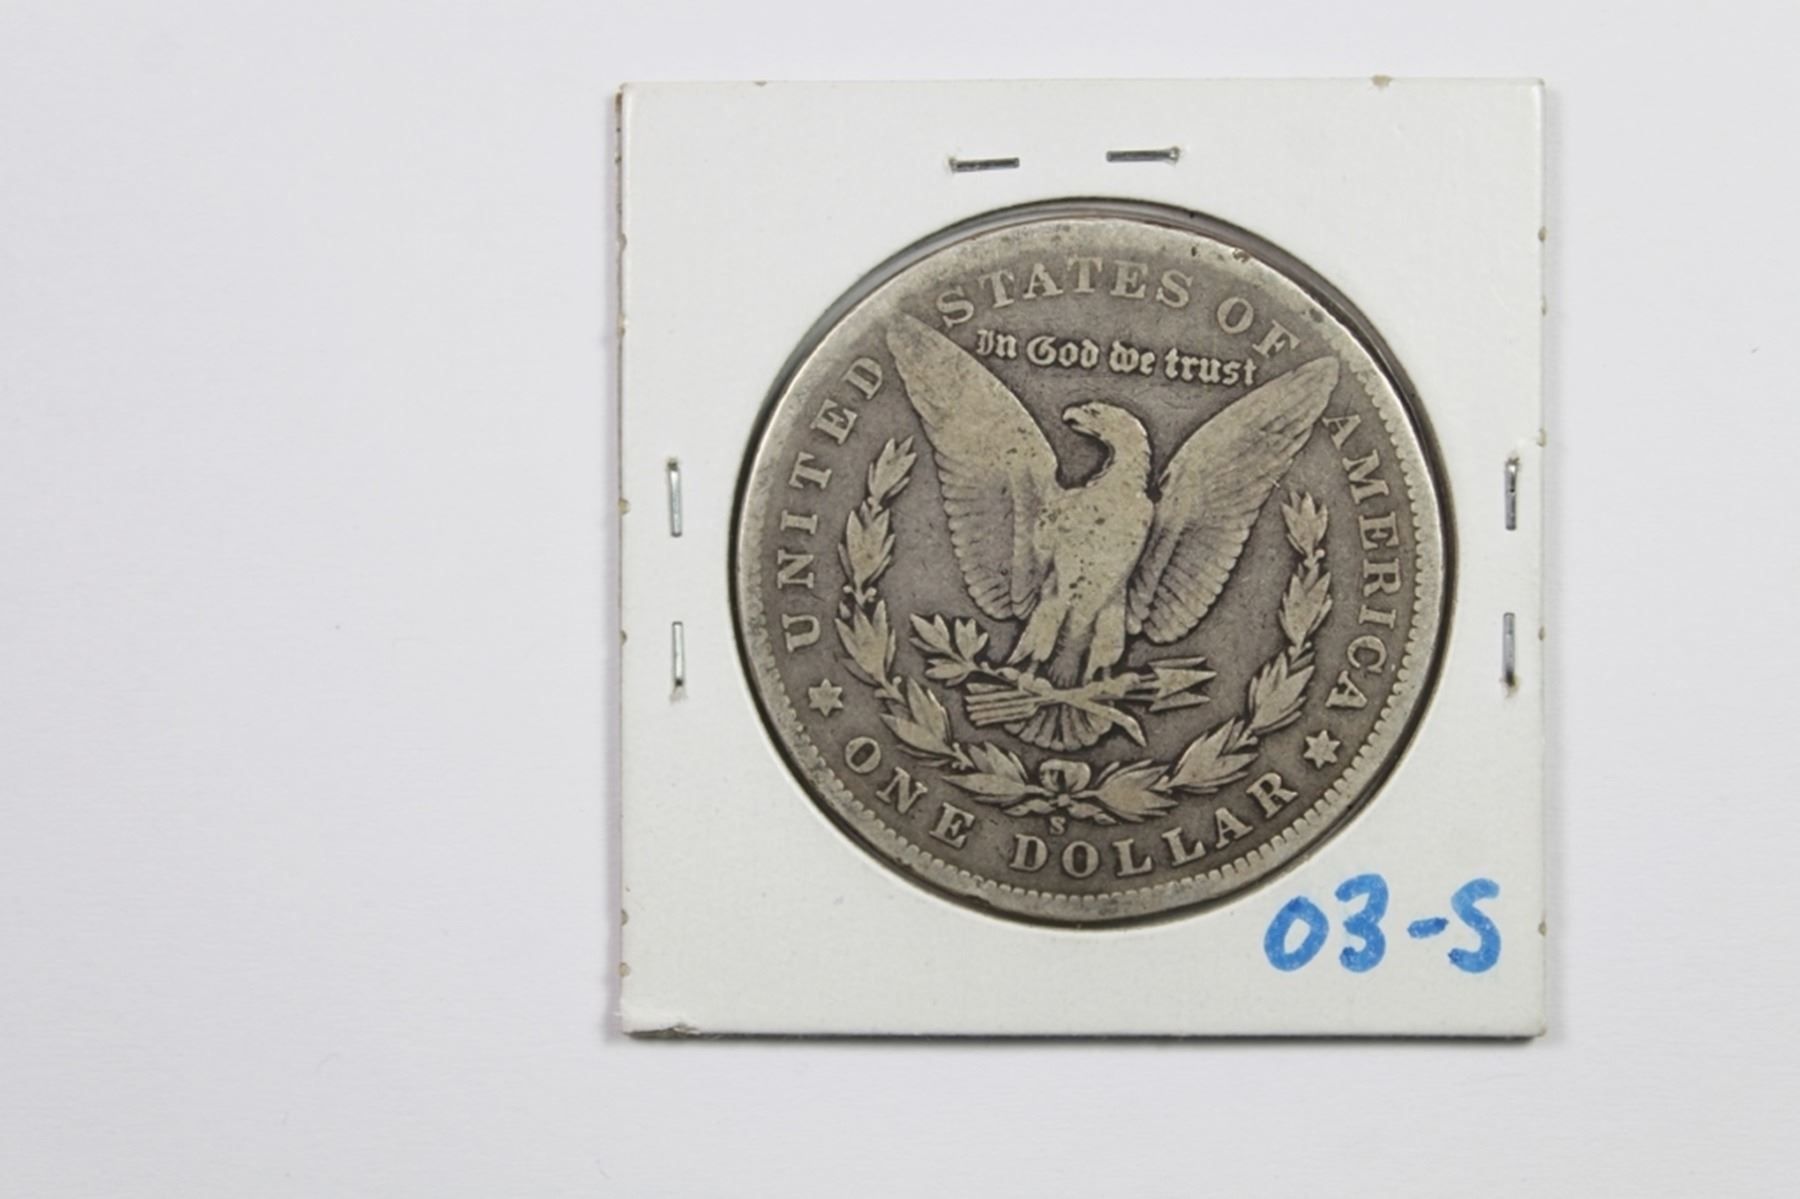 UNITED STATES OF AMERICA
In God we trust
S
ONE DOLLAR
03-S